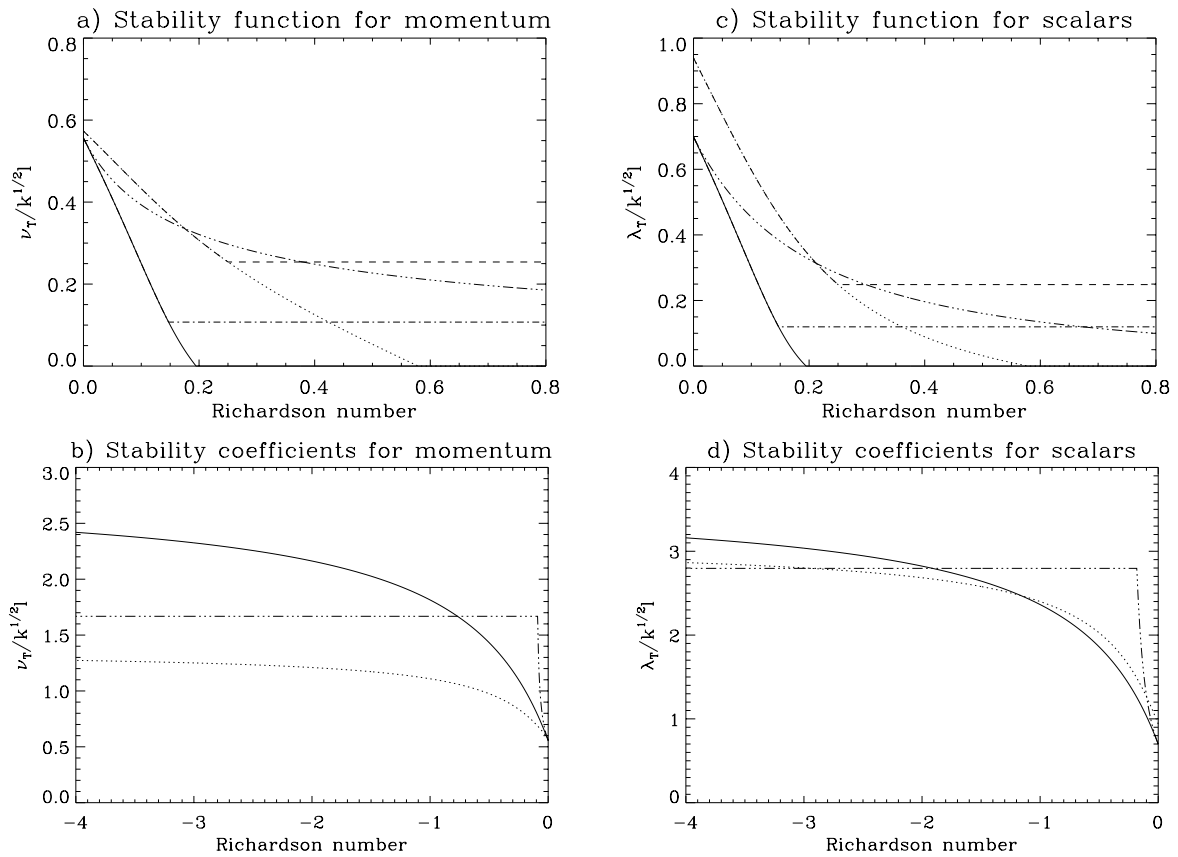 a) Stability function for momentum
0.8
0.6
0.4
0.2
0.0
ν_T/k^{1/2}l
0.0 0.2 0.4 0.6 0.8
Richardson number
c) Stability function for scalars
1.0
0.8
0.6
0.4
0.2
0.0
λ_T/k^{1/2}l
0.0 0.2 0.4 0.6 0.8
Richardson number
b) Stability coefficients for momentum
3.0
2.5
2.0
1.5
1.0
0.5
0.0
ν_T/k^{1/2}l
−4 −3 −2 −1 0
Richardson number
d) Stability coefficients for scalars
4
3
2
1
0
λ_T/k^{1/2}l
−4 −3 −2 −1 0
Richardson number